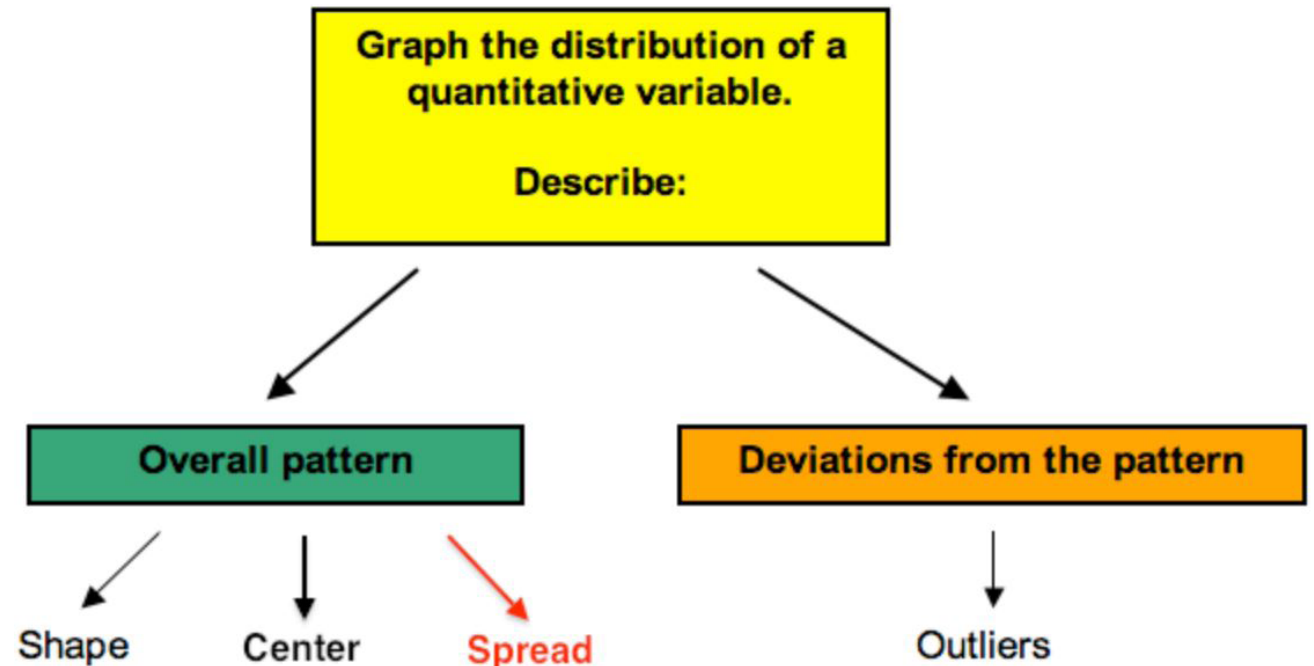 Graph the distribution of a
quantitative variable.
Describe:
Overall pattern
Deviations from the pattern
Shape
Center
Spread
Outliers